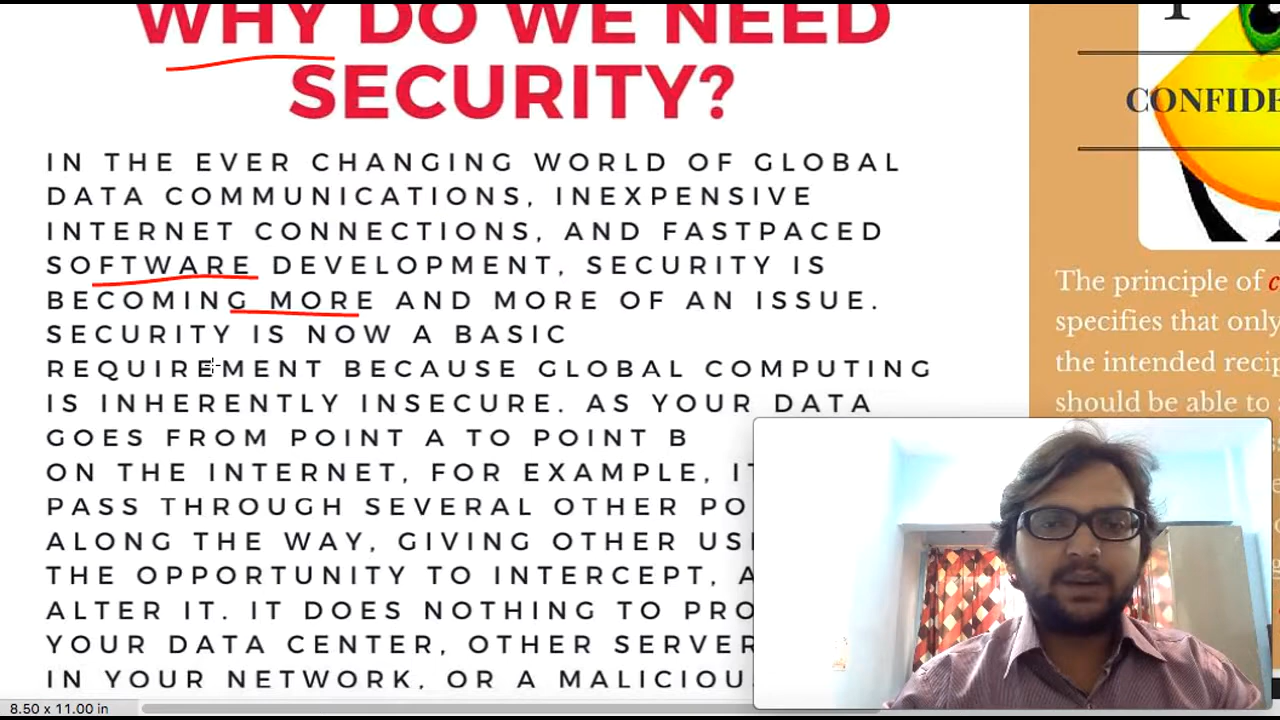 WHY DO WE NEED
SECURITY?
IN THE EVER CHANGING WORLD OF GLOBAL
DATA COMMUNICATIONS, INEXPENSIVE
INTERNET CONNECTIONS, AND FASTPACED
SOFTWARE DEVELOPMENT, SECURITY IS
BECOMING MORE AND MORE OF AN ISSUE.
SECURITY IS NOW A BASIC
REQUIREMENT BECAUSE GLOBAL COMPUTING
IS INHERENTLY INSECURE. AS YOUR DATA
GOES FROM POINT A TO POINT B
ON THE INTERNET, FOR EXAMPLE,
PASS THROUGH SEVERAL OTHER
ALONG THE WAY, GIVING OTHER
THE OPPORTUNITY TO INTERCEPT,
ALTER IT. IT DOES NOTHING TO
YOUR DATA CENTER, OTHER
IN YOUR NETWORK, OR A
CONFIDE
The principle of
specifies that only
the intended
should be able to
8.50 x 11.00 in